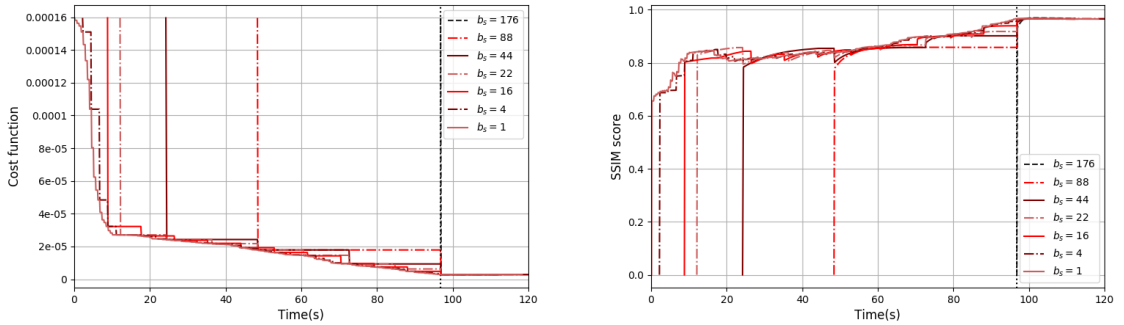 0.00016
0.00014
0.00012
0.0001
8e-05
6e-05
4e-05
2e-05
0
Cost function
0
20
40
60
80
100
120
Time(s)
b_s = 176
b_s = 88
b_s = 44
b_s = 22
b_s = 16
b_s = 4
b_s = 1
1.0
0.8
0.6
0.4
0.2
0.0
SSIM score
0
20
40
60
80
100
120
Time(s)
b_s = 176
b_s = 88
b_s = 44
b_s = 22
b_s = 16
b_s = 4
b_s = 1